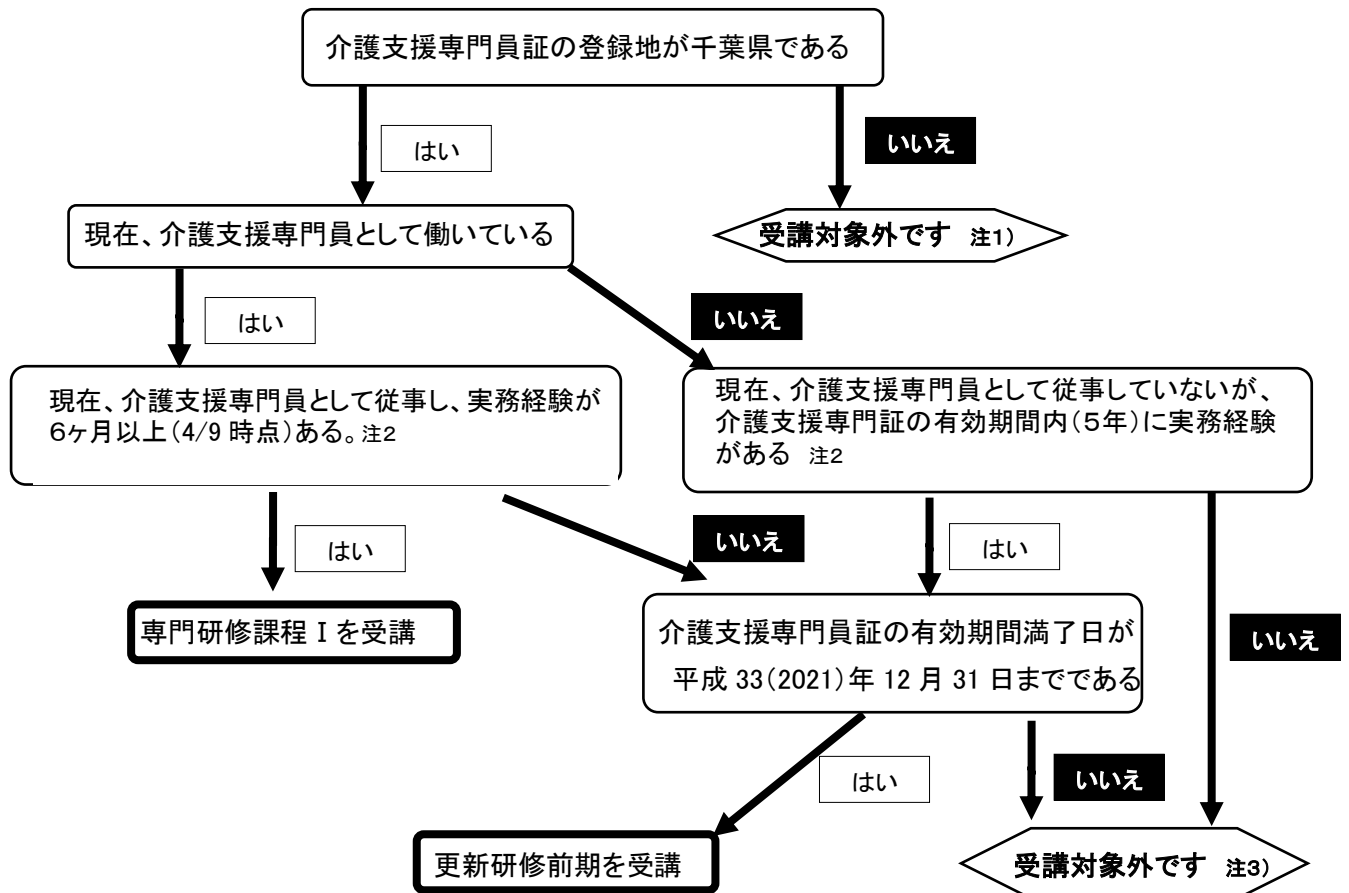 介護支援専門員証の登録地が千葉県である
はい
いいえ
現在、介護支援専門員として働いている
受講対象外です 注1)
はい
いいえ
現在、介護支援専門員として従事し、実務経験が
6ヶ月以上(4/9 時点)ある。注2
現在、介護支援専門員として従事していないが、
介護支援専門証の有効期間内(5年)に実務経験
がある 注2
はい
いいえ
はい
専門研修課程Ⅰを受講
介護支援専門員証の有効期間満了日が
平成 33(2021)年 12 月 31 日までである
いいえ
はい
いいえ
更新研修前期を受講
受講対象外です 注3)